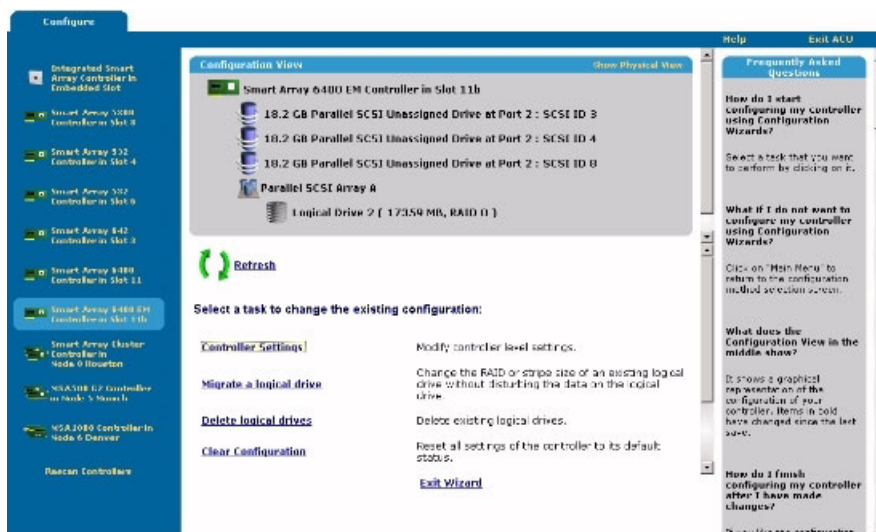 Configure
Help
Exit ACU
Integrated Smart
Array Controller in
Embedded Slot
Smart Array 5300
Controller in Slot 8
Smart Array 532
Controller in Slot 4
Smart Array 532
Controller in Slot 6
Smart Array 642
Controller in Slot 3
Smart Array 6400
Controller in Slot 11
Smart Array 6400 EM
Controller in Slot 11b
Smart Array Cluster
Controller in
Node 0 Houston
MSA500 G2 Controller
in Node 5 Munich
MSA1000 Controller in
Node 6 Denver
Rescan Controllers
Configuration View
Show Physical View
Smart Array 6400 EM Controller in Slot 11b
18.2 GB Parallel SCSI Unassigned Drive at Port 2 : SCSI ID 3
18.2 GB Parallel SCSI Unassigned Drive at Port 2 : SCSI ID 4
18.2 GB Parallel SCSI Unassigned Drive at Port 2 : SCSI ID 8
Parallel SCSI Array A
Logical Drive 2 ( 17359 MB, RAID 0 )
Refresh
Select a task to change the existing configuration:
Controller Settings
Modify controller level settings.
Migrate a logical drive
Change the RAID or stripe size of an existing logical
drive without disturbing the data on the logical
drive.
Delete logical drives
Delete existing logical drives.
Clear Configuration
Reset all settings of the controller to its default
status.
Exit Wizard
Frequently Asked
Questions
How do I start
configuring my controller
using Configuration
Wizards?
Select a task that you want
to perform by clicking on it.
What if I do not want to
configure my controller
using Configuration
Wizards?
Click on "Main Menu" to
return to the configuration
method selection screen.
What does the
Configuration View in the
middle show?
It shows a graphical
representation of the
configuration of your
controller. Items in bold
have changed since the last
save.
How do I finish
configuring my controller
after I have made
changes?